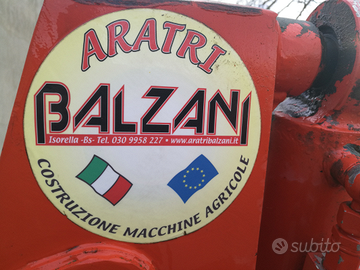 ARATRI
BALZANI
Isorella -Bs- Tel. 030 9958 227 • www.aratribalzani.it
COSTRUZIONE MACCHINE AGRICOLE
subito